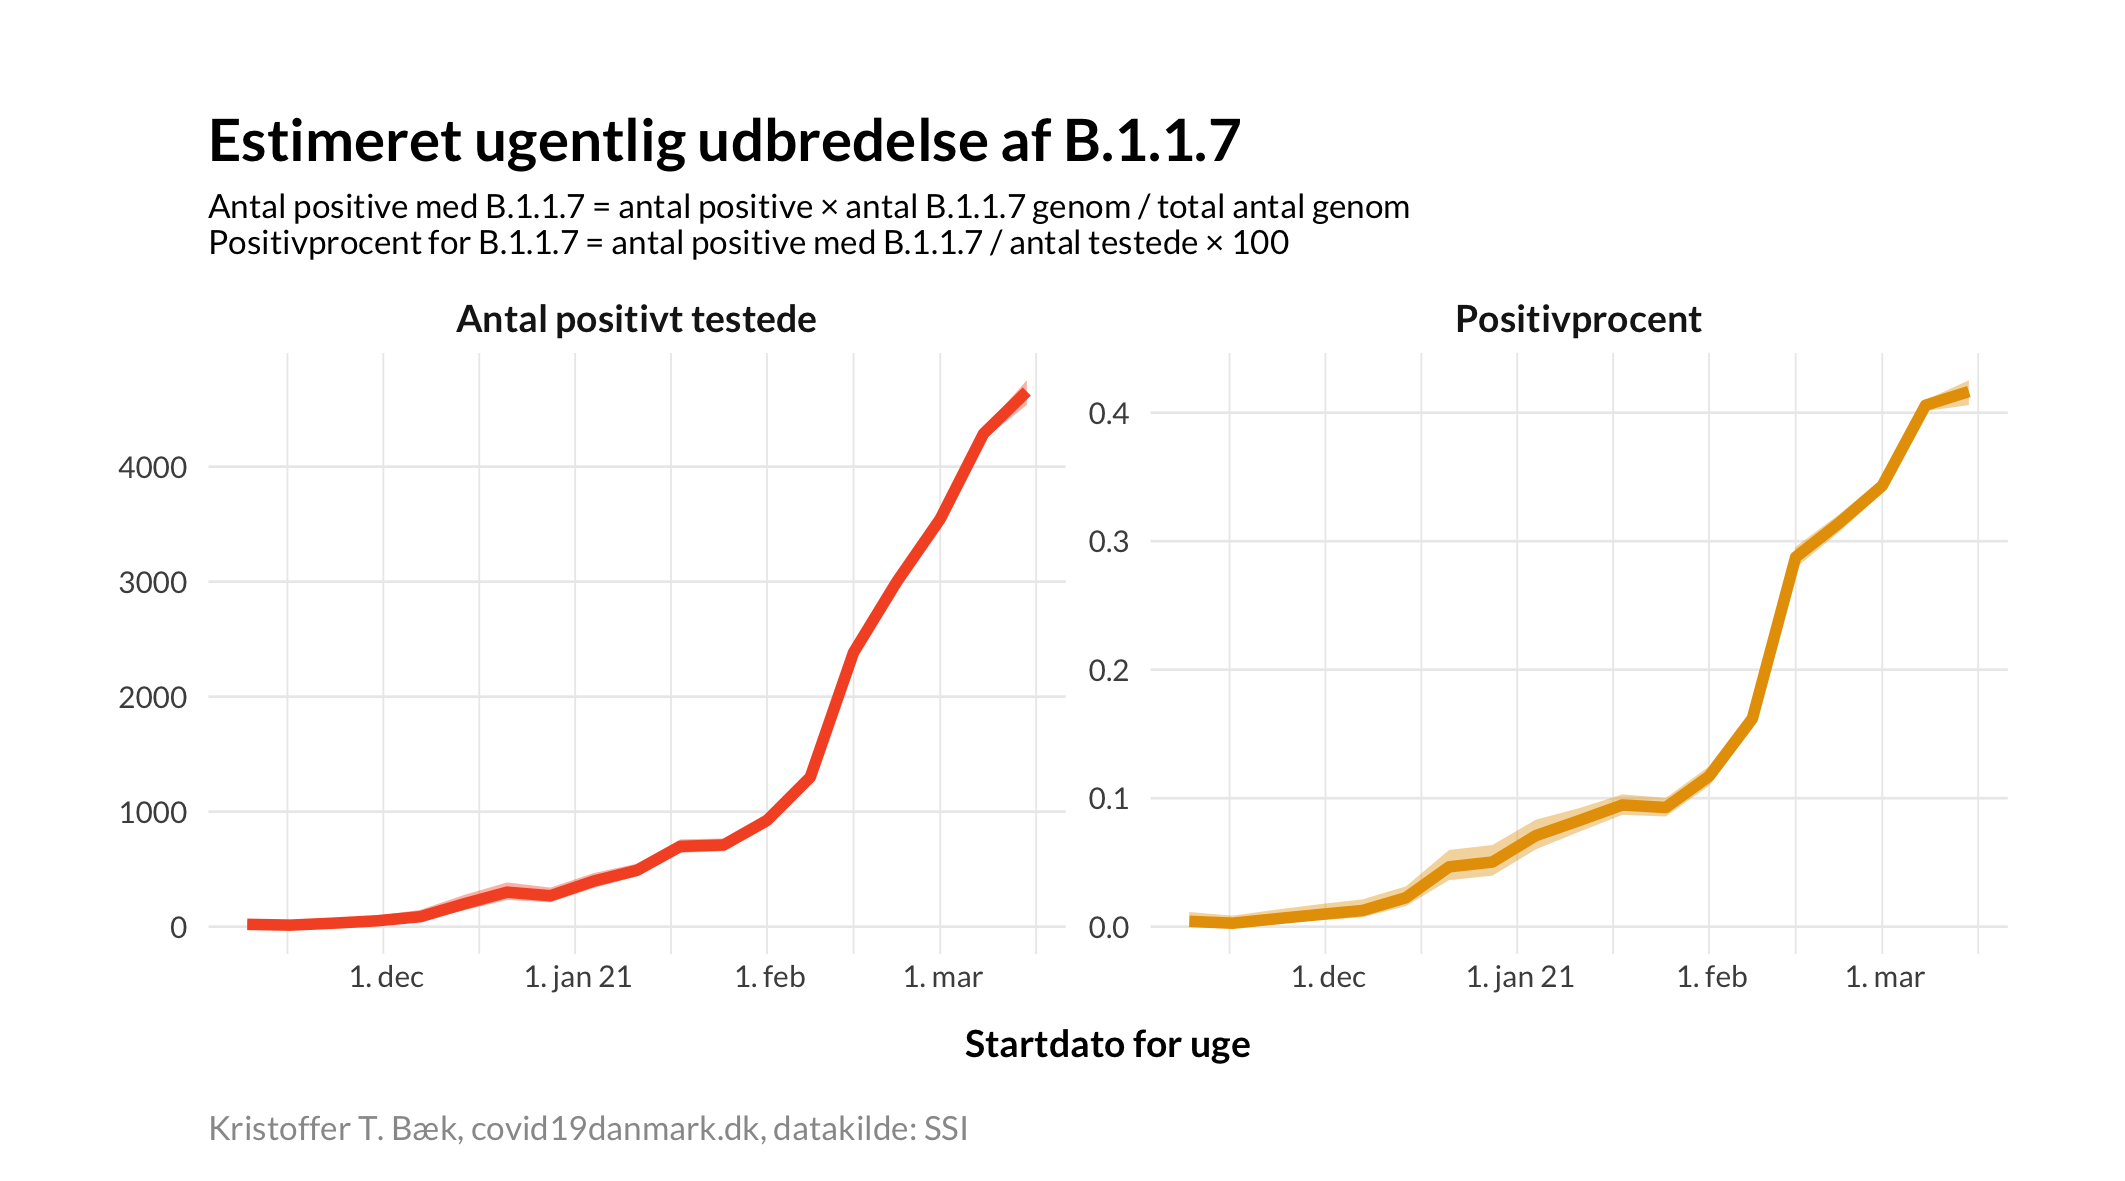 Estimeret ugentlig udbredelse af B.1.1.7
Antal positive med B.1.1.7 = antal positive × antal B.1.1.7 genom / total antal genom
Positivprocent for B.1.1.7 = antal positive med B.1.1.7 / antal testede × 100
Antal positivt testede
4000
3000
2000
1000
0
1. dec 1. jan 21 1. feb 1. mar
Positivprocent
0.4
0.3
0.2
0.1
0.0
1. dec 1. jan 21 1. feb 1. mar
Startdato for uge
Kristoffer T. Bæk, covid19danmark.dk, datakilde: SSI